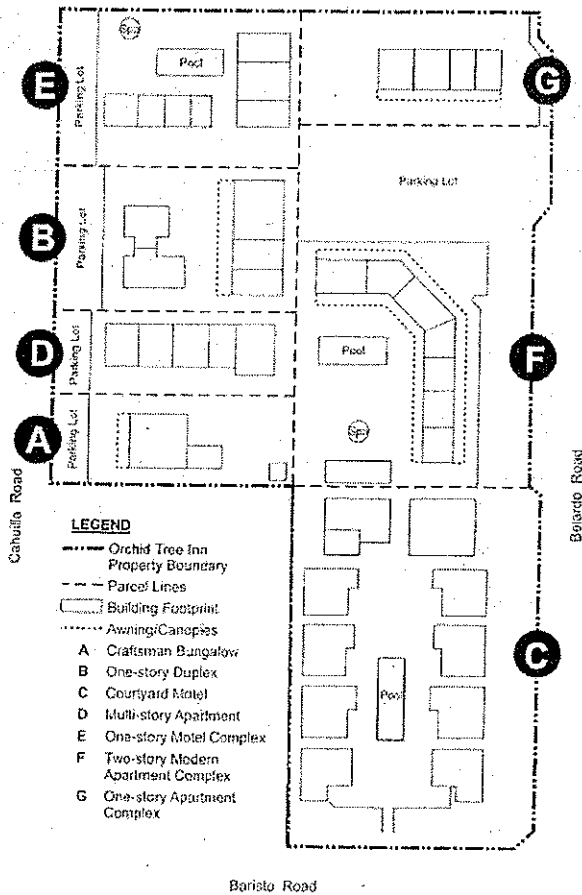 E
Parking Lot
Spa
Pool
G
Parking Lot
B
Parking Lot
D
Parking Lot
Pool
F
A
Parking Lot
Spa
Cahuilla Road
Belardo Road
LEGEND
Orchid Tree Inn
Property Boundary
Parcel Lines
Building Footprint
Awning/Canopies
A Craftsman Bungalow
B One-story Duplex
C Courtyard Motel
D Multi-story Apartment
E One-story Motel Complex
F Two-story Modern
Apartment Complex
G One-story Apartment
Complex
C
Pool
Baristo Road